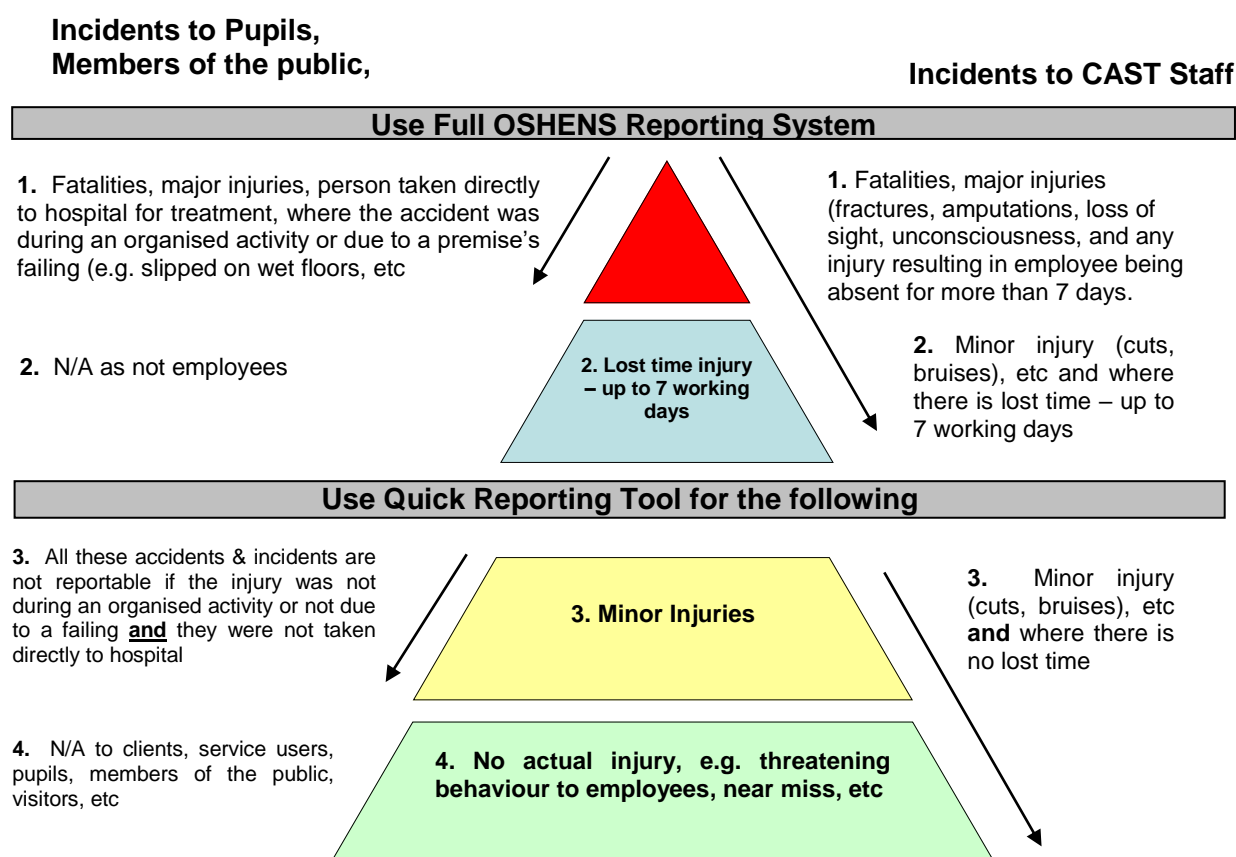 Incidents to Pupils,
Members of the public,
Incidents to CAST Staff
Use Full OSHENS Reporting System
1. Fatalities, major injuries, person taken directly
to hospital for treatment, where the accident was
during an organised activity or due to a premise's
failing (e.g. slipped on wet floors, etc
1. Fatalities, major injuries
(fractures, amputations, loss of
sight, unconsciousness, and any
injury resulting in employee being
absent for more than 7 days.
2. N/A as not employees
2. Lost time injury
– up to 7 working
days
2. Minor injury (cuts,
bruises), etc and where
there is lost time – up to
7 working days
Use Quick Reporting Tool for the following
3. All these accidents & incidents are
not reportable if the injury was not
during an organised activity or not due
to a failing and they were not taken
directly to hospital
3. Minor Injuries
3. Minor injury
(cuts, bruises), etc
and where there is
no lost time
4. N/A to clients, service users,
pupils, members of the public,
visitors, etc
4. No actual injury, e.g. threatening
behaviour to employees, near miss, etc